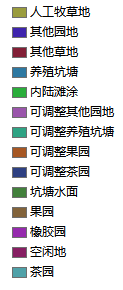 人工牧草地
其他园地
其他草地
养殖坑塘
内陆滩涂
可调整其他园地
可调整养殖坑塘
可调整果园
可调整茶园
坑塘水面
果园
橡胶园
空闲地
茶园